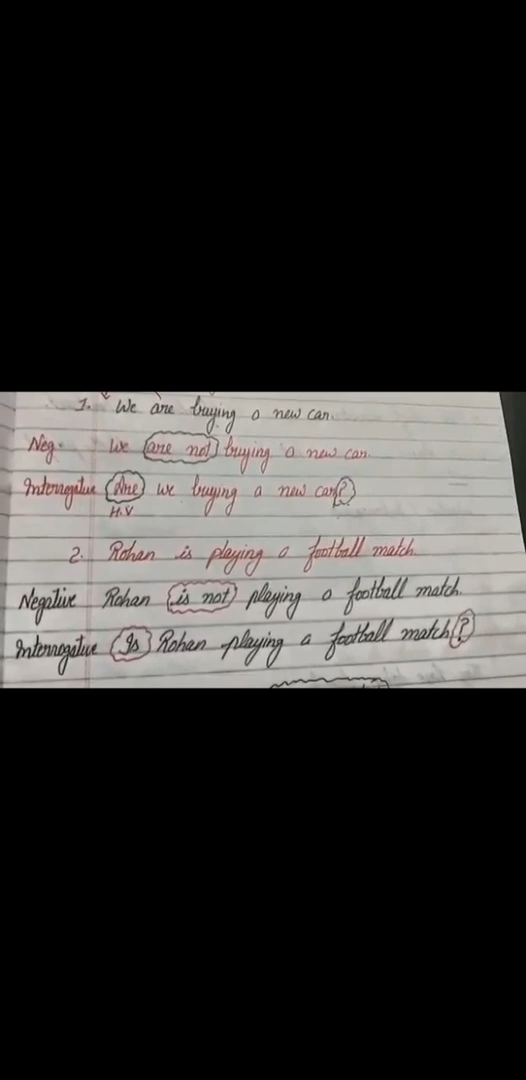 1. We are buying a new car.
Neg. We are not buying a new car.
Interrogative Are we buying a new car?
H.V
2. Rohan is playing a football match.
Negative Rohan is not playing a football match.
Interrogative Is Rohan playing a football match?